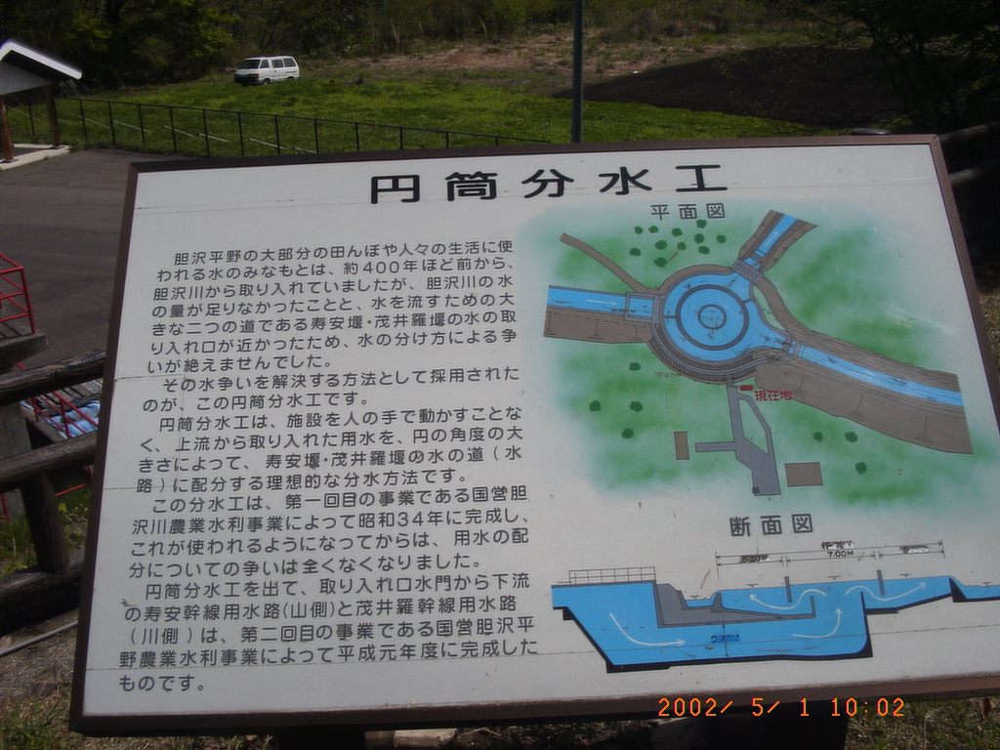 円筒分水工
平面図
胆沢平野の大部分の田んぼや人々の生活に使
われる水のみなもとは、約400年ほど前から、
胆沢川から取り入れていましたが、胆沢川の水
の量が足りなかったことと、水を流すための大
きな二つの道である寿安堰・茂井羅堰の水の取
り入れ口が近かったため、水の分け方による争
いが絶えませんでした。
その水争いを解決する方法として採用された
のが、この円筒分水工です。
円筒分水工は、施設を人の手で動かすことな
く、上流から取り入れた用水を、円の角度の大
きさによって、寿安堰・茂井羅堰の水の道(水
路)に配分する理想的な分水方法です。
この分水工は、第一回目の事業である国営胆
沢川農業水利事業によって昭和34年に完成し、
これが使われるようになってからは、用水の配
分についての争いは全くなくなりました。
円筒分水工を出て、取り入れ口水門から下流
の寿安幹線用水路(山側)と茂井羅幹線用水路
(川側)は、第二回目の事業である国営胆沢平
野農業水利事業によって平成元年度に完成した
ものです。
現在地
断面図
7.00M
2002/ 5/ 1 10:02